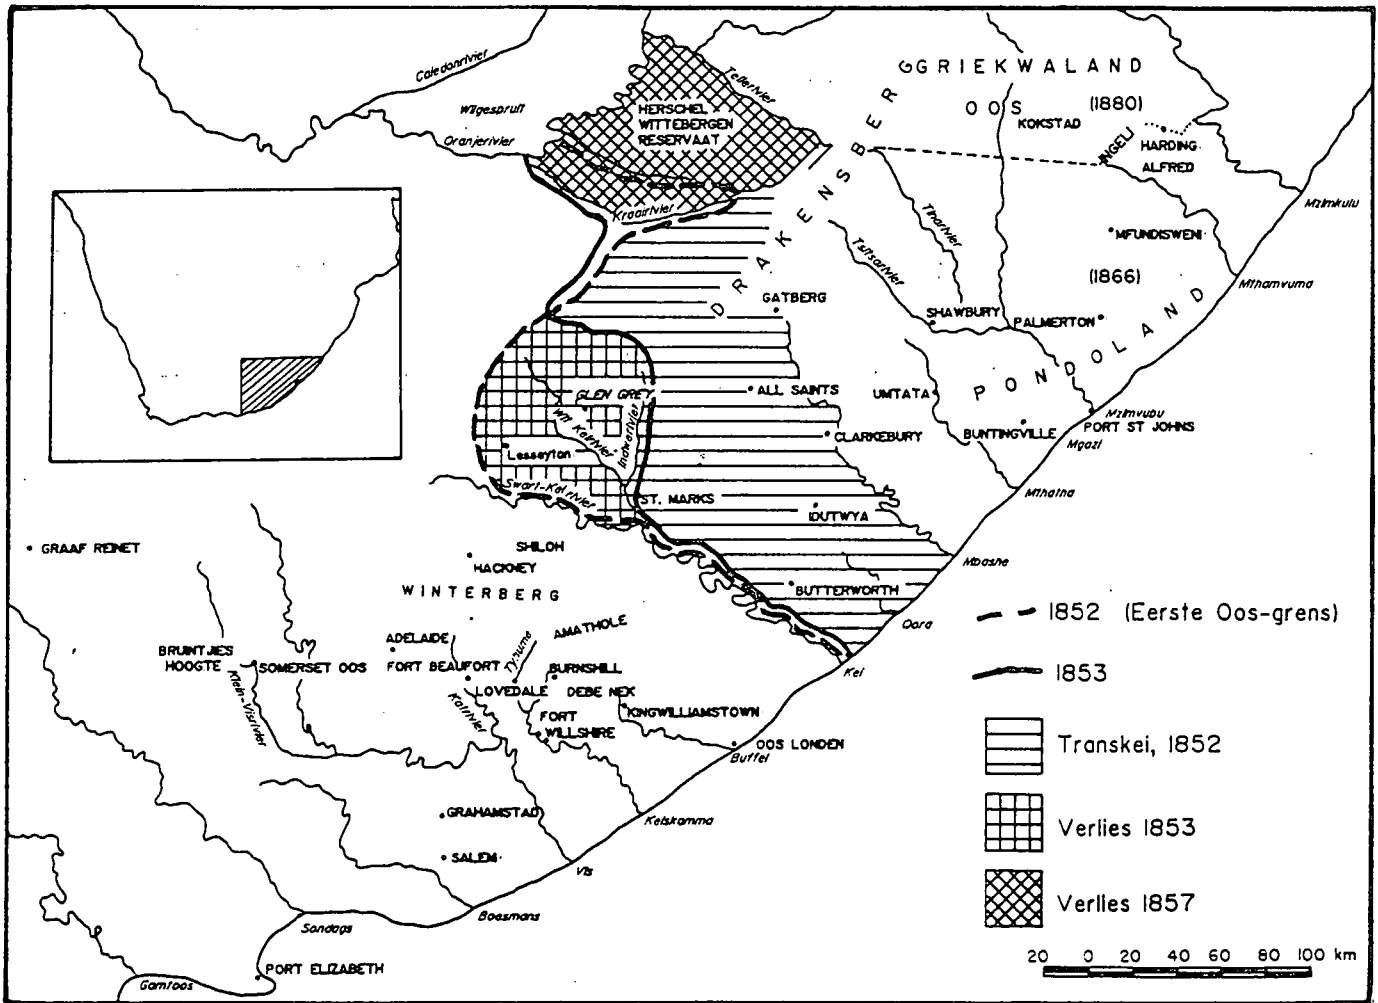 Caledonrivier
Tellerivier
GRIEKWALAND
OOS
(1880)
KOKSTAD
INGELI
HARDING
ALFRED
Wilgespruit
HERSCHEL
WITTEBERGEN
RESERVAAT
Oranjerivier
DRAKENSBERG
Mzimkulu
Kraairivier
Tinarivier
Tsitsarivier
MFUNDISWENI
(1866)
Mthamvuma
GATBERG
SHAWBURY
PALMERTON
PONDOLAND
GLEN GREY
ALL SAINTS
UMTATA
Wit Keirivier
Indwerivier
Mzimvubu
PORT ST JOHNS
BUNTINGVILLE
Mgazi
CLARKEBURY
Lesseyton
Swart-Keirivier
ST. MARKS
Mthatha
IDUTWYA
GRAAF REINET
SHILOH
HACKNEY
Mbashe
WINTERBERG
BUTTERWORTH
Qora
1852 (Eerste Oos-grens)
AMATHOLE
ADELAIDE
Tyhume
BRUINTJIES
HOOGTE
SOMERSET OOS
FORT BEAUFORT
BURNSHILL
Kei
1853
LOVEDALE
DEBE NEK
Klein-Visrivier
Katrivier
FORT
WILLSHIRE
KINGWILLIAMSTOWN
OOS LONDEN
Buffel
Transkei, 1852
GRAHAMSTAD
Keiskamma
Verlies 1853
SALEM
Vis
Boesmans
Verlies 1857
Sondags
PORT ELIZABETH
Gamtoos
20 0 20 40 60 80 100 km